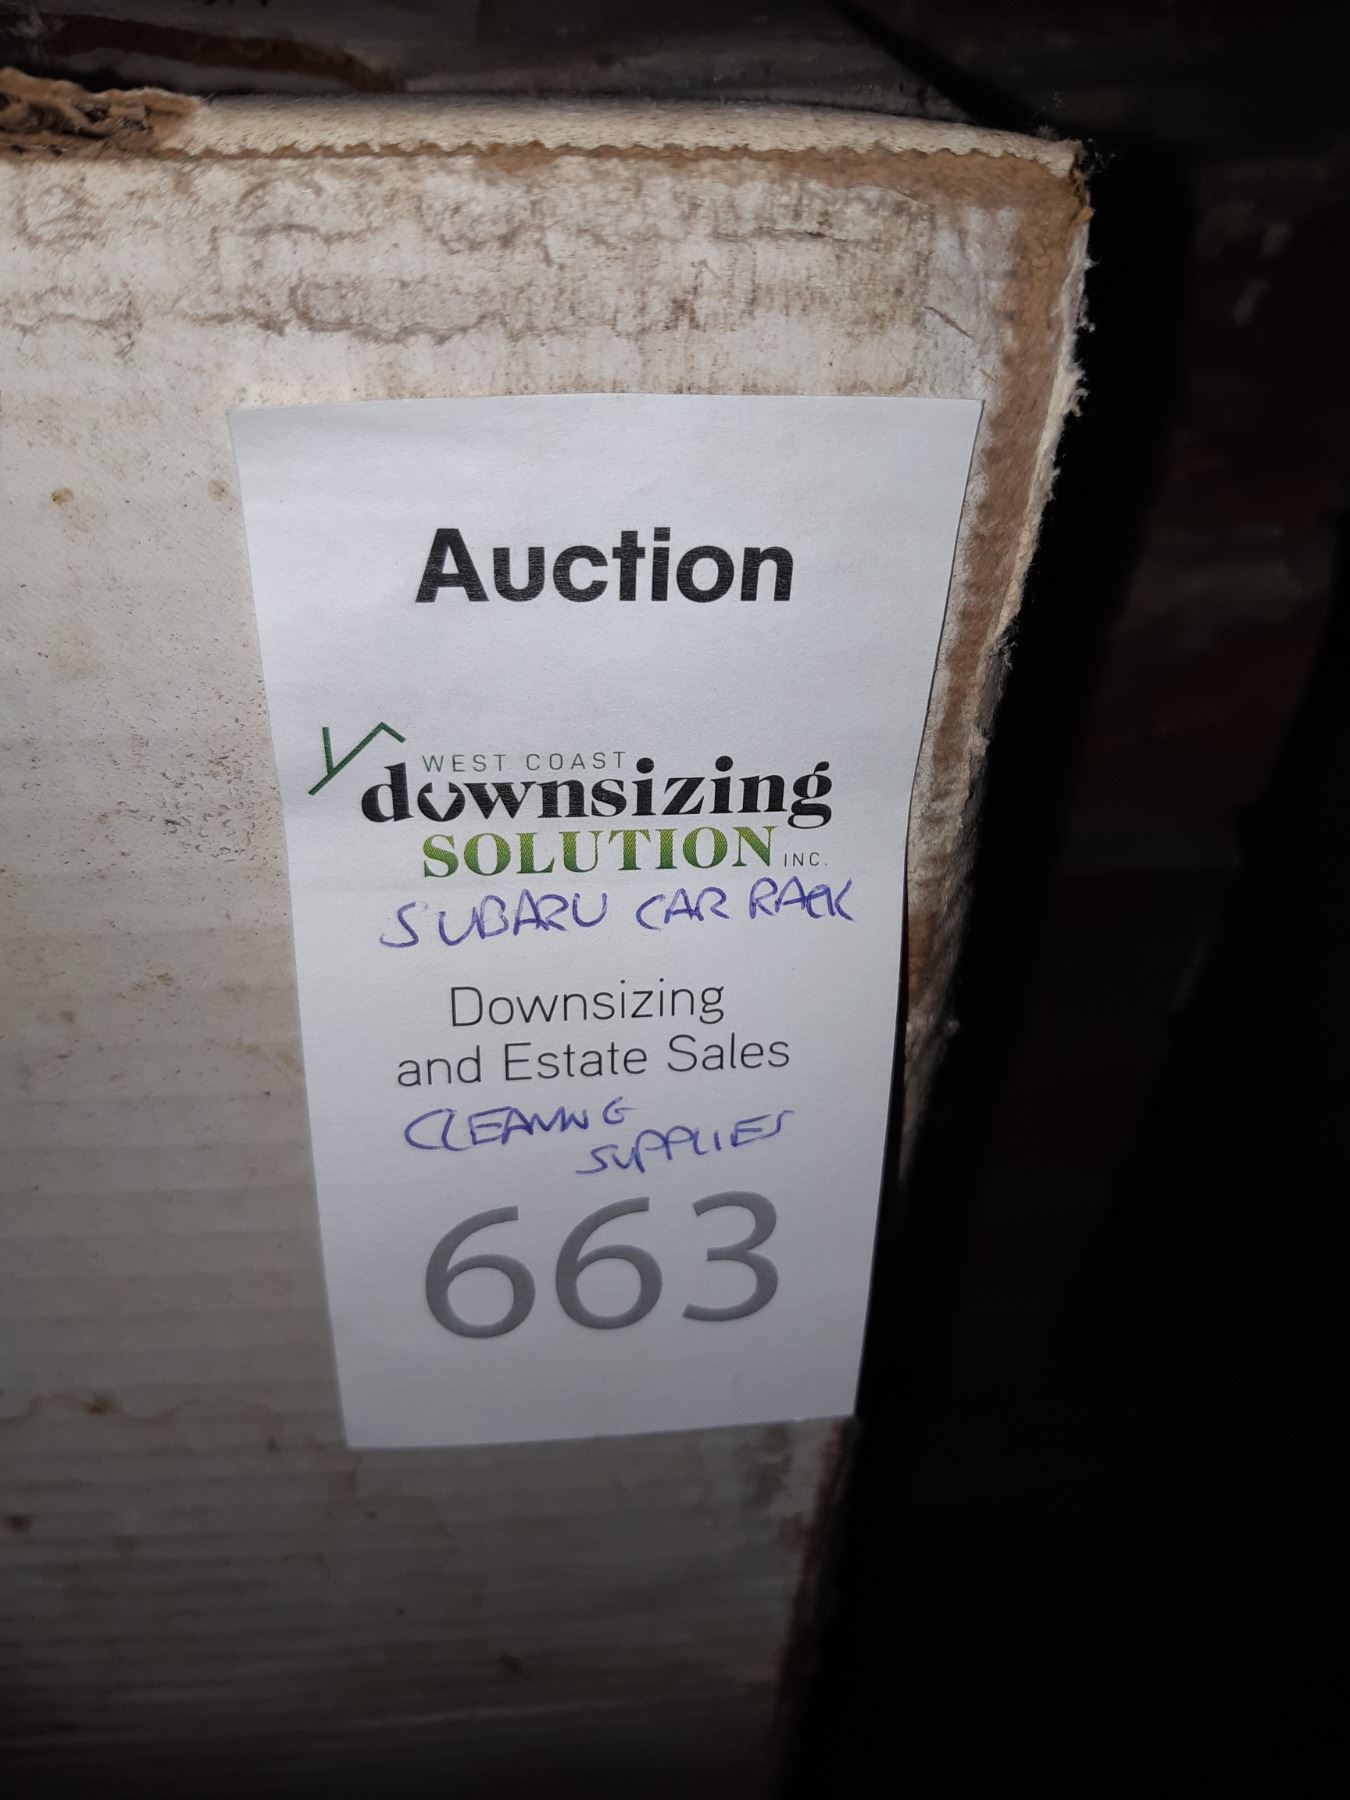 Auction
WEST COAST
downsizing
SOLUTION INC.
SUBARU CAR RACK
Downsizing
and Estate Sales
CLEANING
SUPPLIES
663